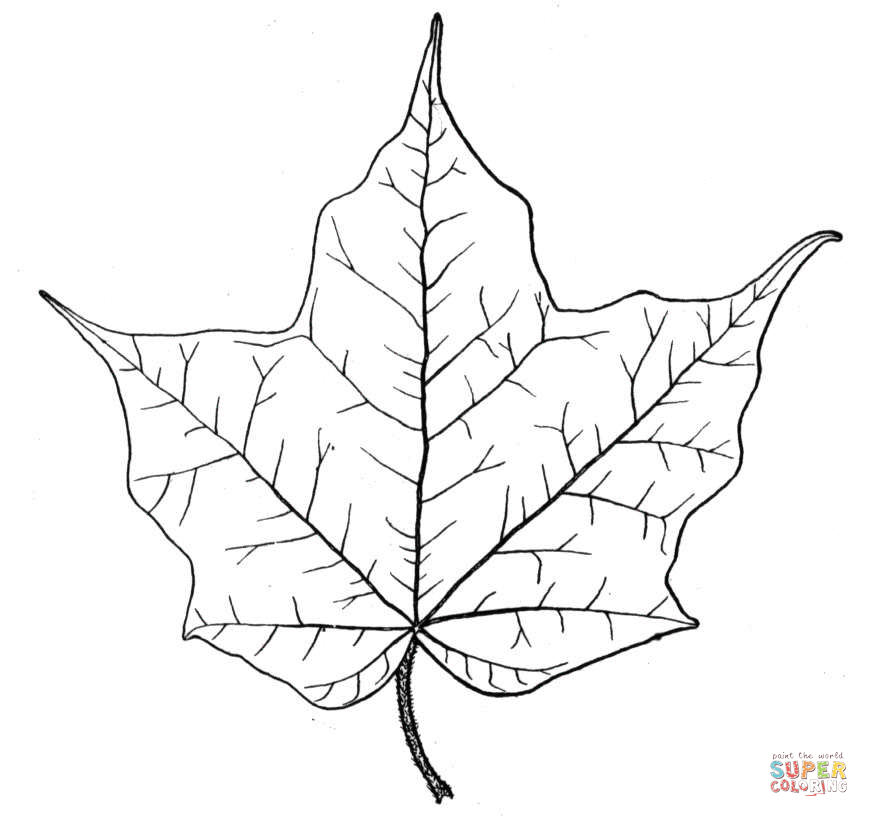 paint the world
SUPER
COLORING